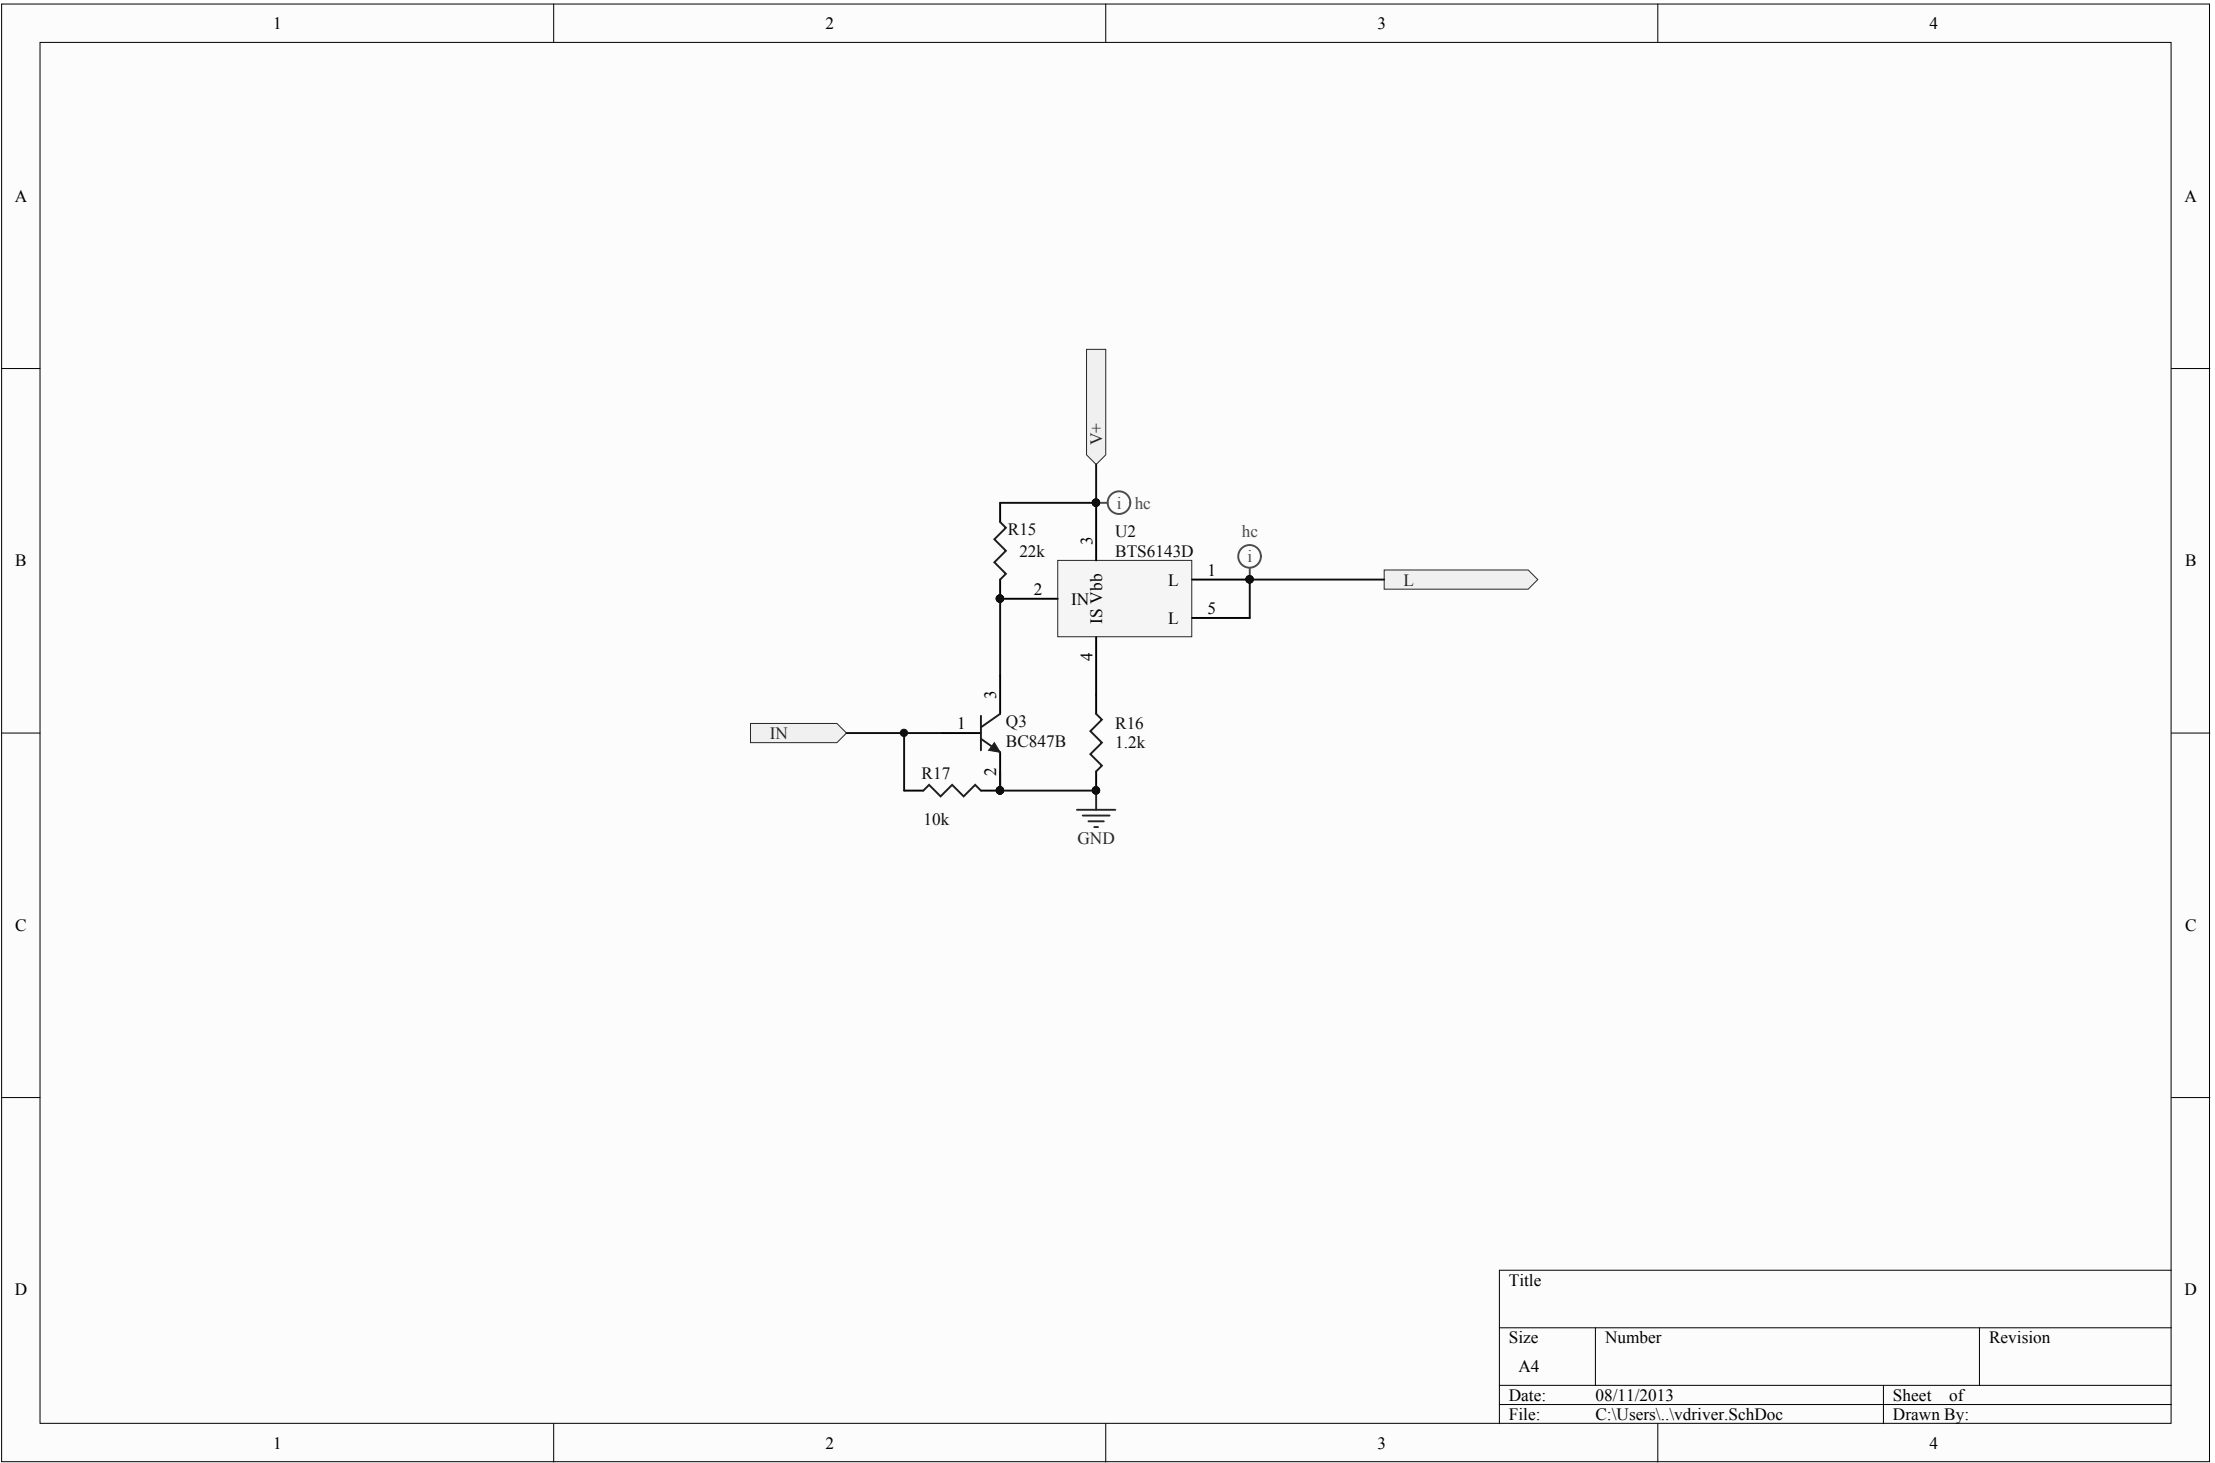 1 2 3 4
A A
V+
i hc
R15
22k
U2
BTS6143D
hc
i
3
B B
2 IN IS Vbb L 1 L
L 5
4
3
IN 1 Q3
BC847B
R16
1.2k
R17 2
10k
GND
C C
D D
Title
Size Number Revision
A4
Date: 08/11/2013 Sheet of
File: C:\Users\..\vdriver.SchDoc Drawn By:
1 2 3 4